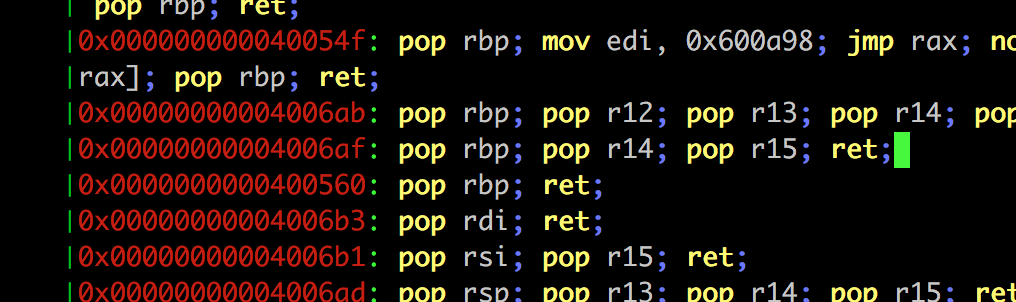 | pop rbp; ret;
|0x000000000040054f: pop rbp; mov edi, 0x600a98; jmp rax; no
|rax]; pop rbp; ret;
|0x00000000004006ab: pop rbp; pop r12; pop r13; pop r14; pop
|0x00000000004006af: pop rbp; pop r14; pop r15; ret;
|0x0000000000400560: pop rbp; ret;
|0x00000000004006b3: pop rdi; ret;
|0x00000000004006b1: pop rsi; pop r15; ret;
|0x00000000004006ad: pop rsp; pop r13; pop r14; pop r15; ret